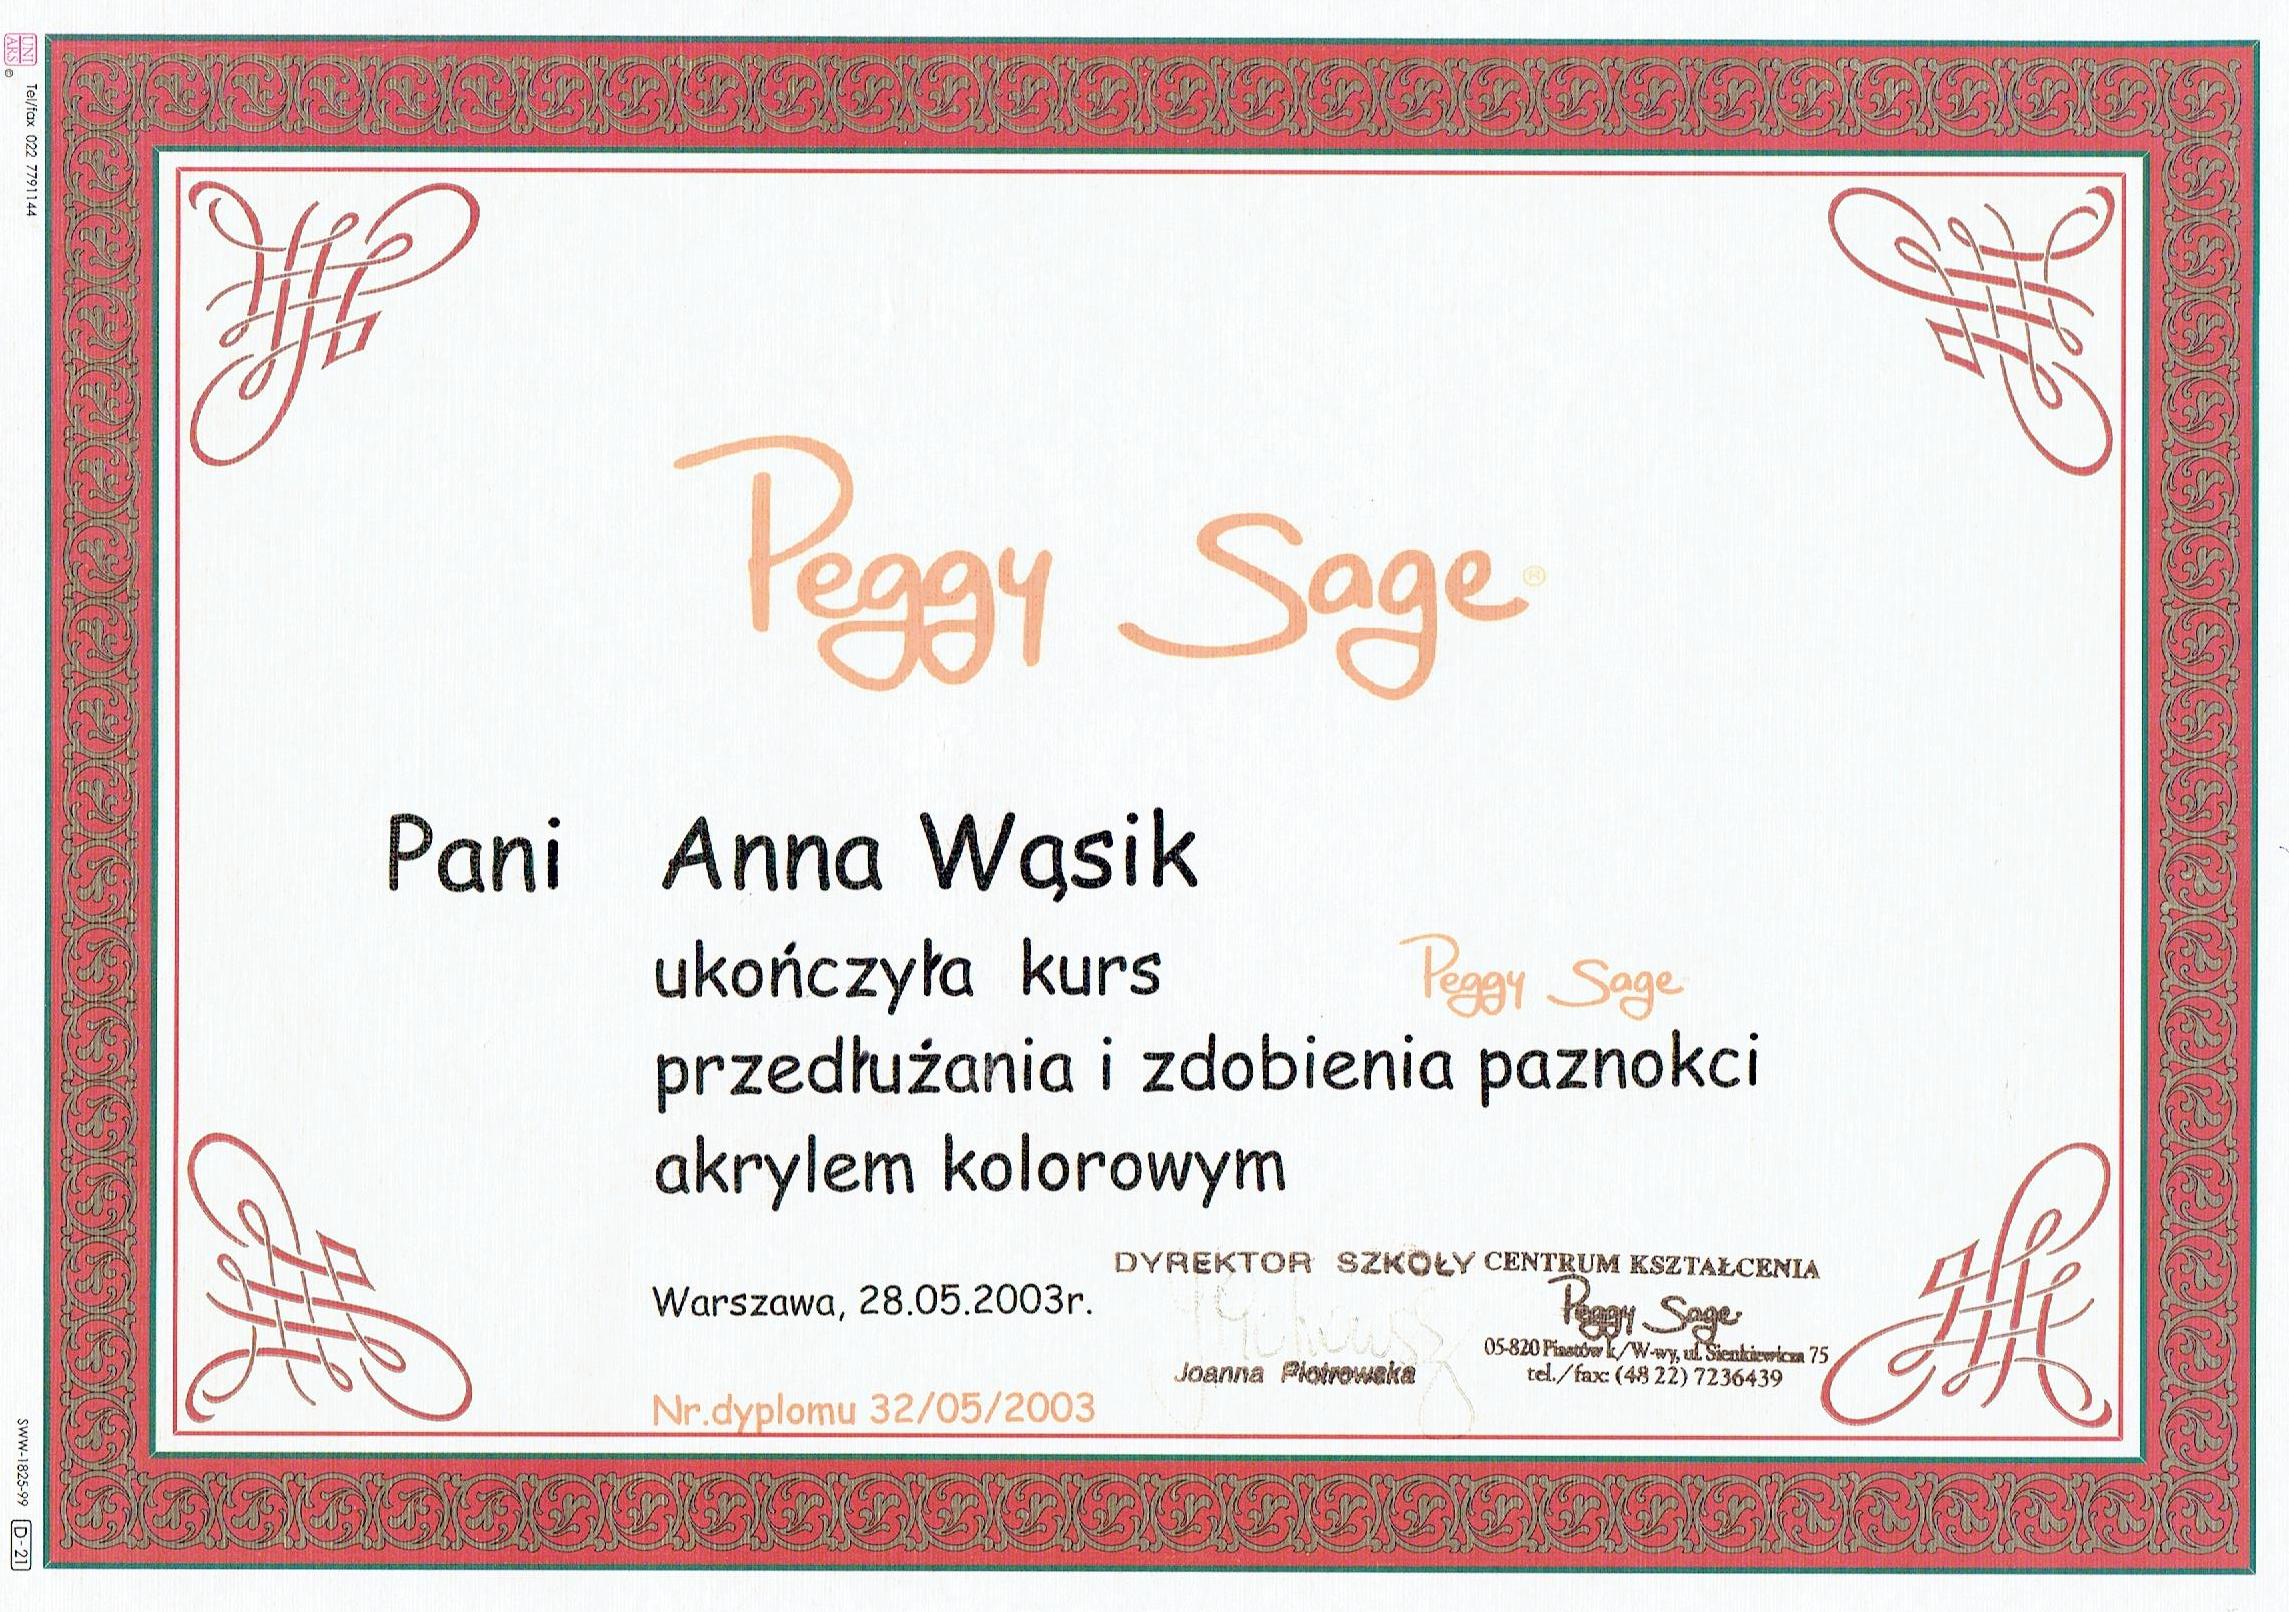 UNI
ARS
©
Tel/fax 022 7791144
Peggy Sage®
Pani Anna Wąsik
ukończyła kurs Peggy Sage
przedłużania i zdobienia paznokci
akrylem kolorowym
Warszawa, 28.05.2003r.
DYREKTOR SZKOŁY
Joanna Piotrowska
CENTRUM KSZTAŁCENIA
Peggy Sage
05-820 Piastów k/W-wy, ul. Sienkiewicza 75
tel./fax: (48 22) 7236439
Nr.dyplomu 32/05/2003
SWW-1825-99 D-21